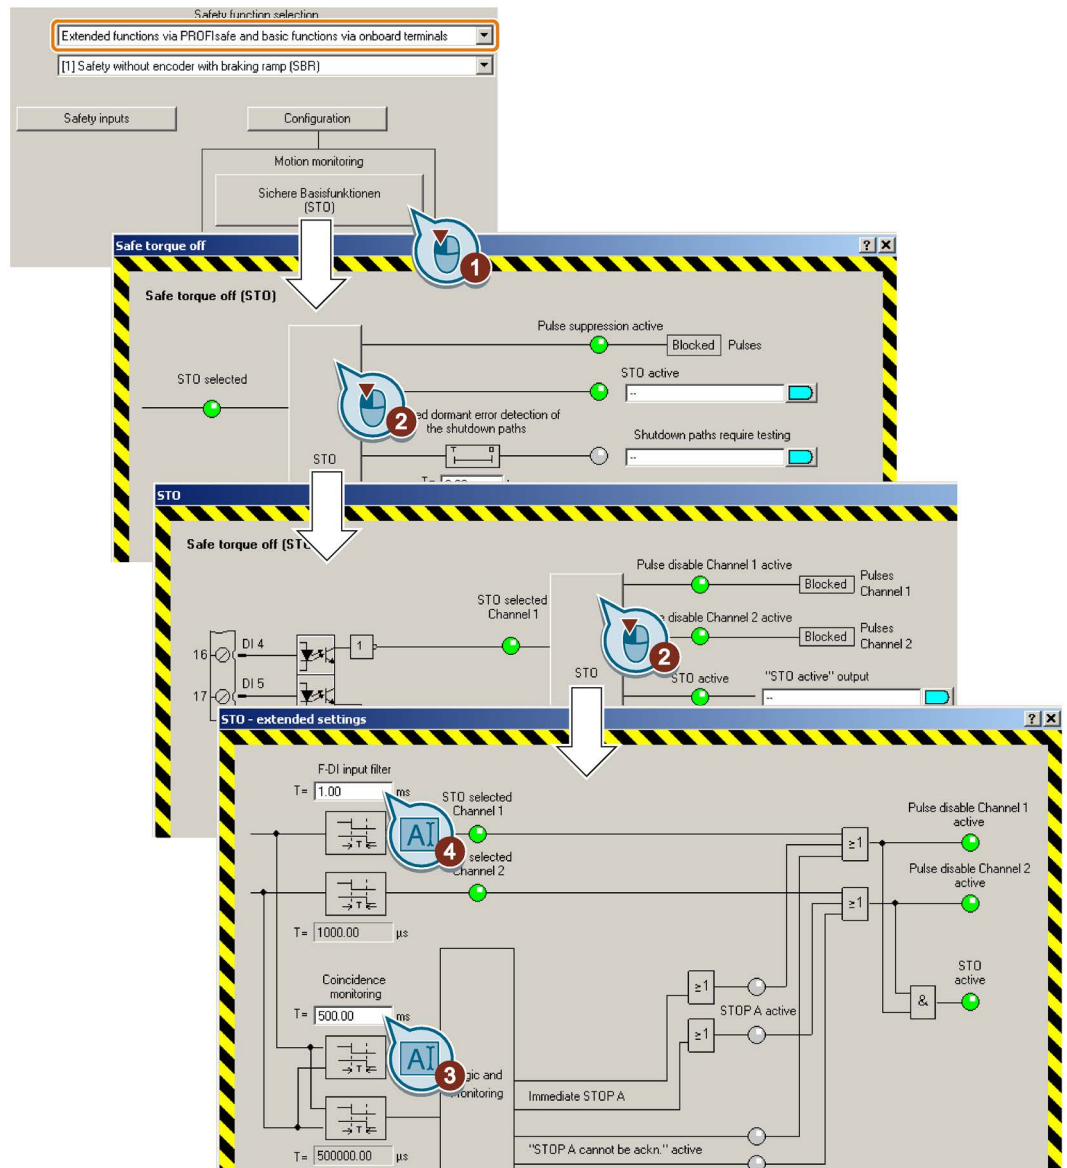 Safety function selection
Extended functions via PROFIsafe and basic functions via onboard terminals
[1] Safety without encoder with braking ramp (SBR)
Safety inputs
Configuration
Motion monitoring
Sichere Basisfunktionen
(STO)
1
Safe torque off
Safe torque off (STO)
Pulse suppression active
Blocked Pulses
STO selected
STO active
--
2
dormant error detection of
the shutdown paths
Shutdown paths require testing
T
0
--
STO
STO
Safe torque off
Pulse disable Channel 1 active
Blocked
Pulses
Channel 1
STO selected
Channel 1
disable Channel 2 active
Blocked
Pulses
Channel 2
16
DI 4
1
2
17
DI 5
STO
STO active
"STO active" output
--
STO - extended settings
F-DI input filter
T= 1.00 ms
STO selected
Channel 1
4
T
≥1
Pulse disable Channel 1
active
selected
Channel 2
T
≥1
Pulse disable Channel 2
active
T= 1000.00 µs
Coincidence
monitoring
T= 500.00 ms
3
T
and
≥1
STOP A active
≥1
&
STO
active
Immediate STOP A
T
T= 500000.00 µs
"STOP A cannot be ackn." active